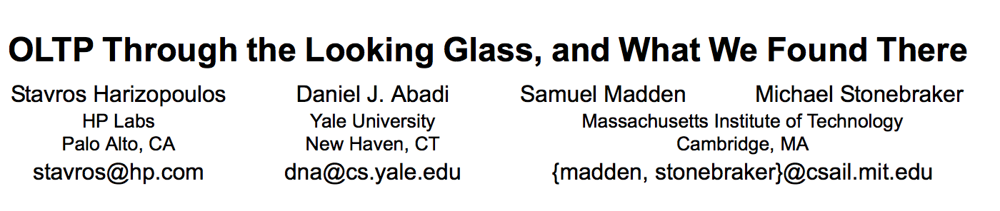 OLTP Through the Looking Glass, and What We Found There
Stavros Harizopoulos Daniel J. Abadi Samuel Madden Michael Stonebraker
HP Labs Yale University Massachusetts Institute of Technology
Palo Alto, CA New Haven, CT Cambridge, MA
stavros@hp.com dna@cs.yale.edu {madden, stonebraker}@csail.mit.edu